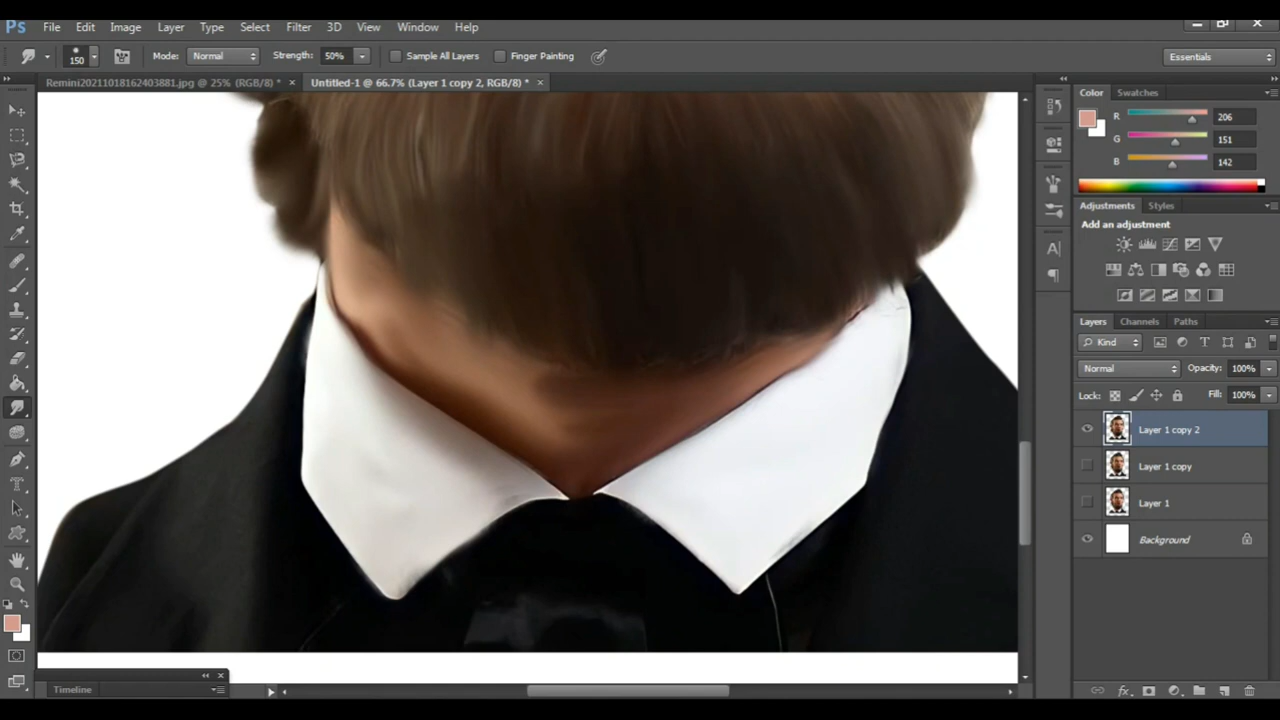 Ps File Edit Image Layer Type Select Filter 3D View Window Help
150 Mode: Normal Strength: 50% Sample All Layers Finger Painting Essentials
Remini20211018162403881.jpg @ 25% (RGB/8) * × Untitled-1 @ 66.7% (Layer 1 copy 2, RGB/8) * ×
Color Swatches
R 206
G 151
B 142
Adjustments Styles
Add an adjustment
Layers Channels Paths
Kind
Normal Opacity: 100%
Lock: Fill: 100%
Layer 1 copy 2
Layer 1 copy
Layer 1
Background
Timeline